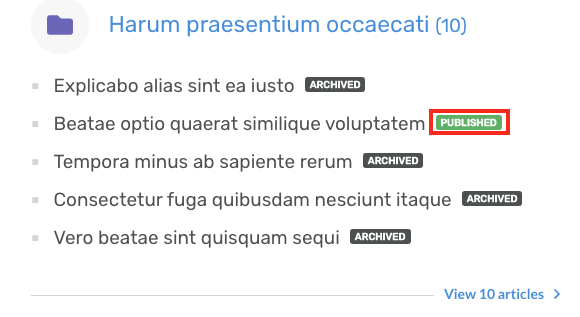 Harum praesentium occaecati (10)
Explicabo alias sint ea iusto ARCHIVED
Beatae optio quaerat similique voluptatem PUBLISHED
Tempora minus ab sapiente rerum ARCHIVED
Consectetur fuga quibusdam nesciunt itaque ARCHIVED
Vero beatae sint quisquam sequi ARCHIVED
View 10 articles